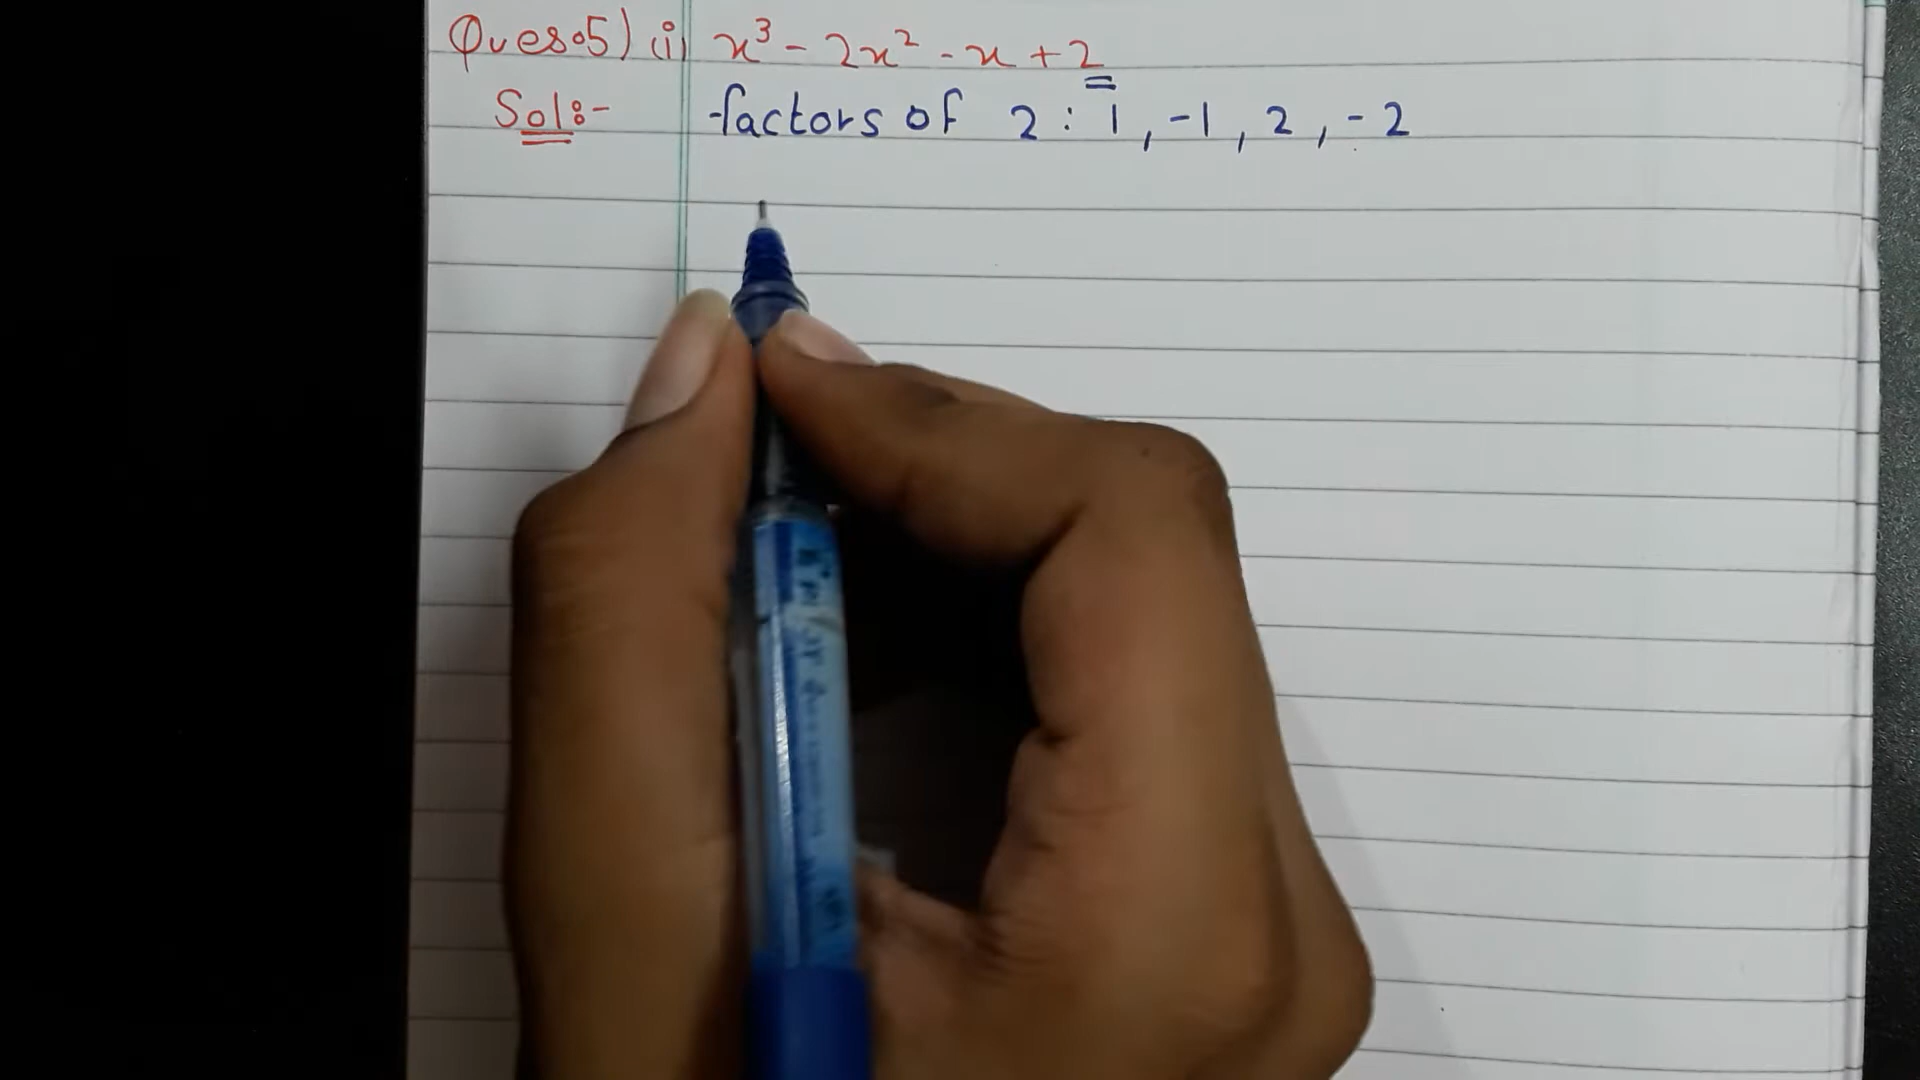 Ques.5) (i) x³ - 2x² - x + 2
Sol:- factors of 2 : 1, -1, 2, -2